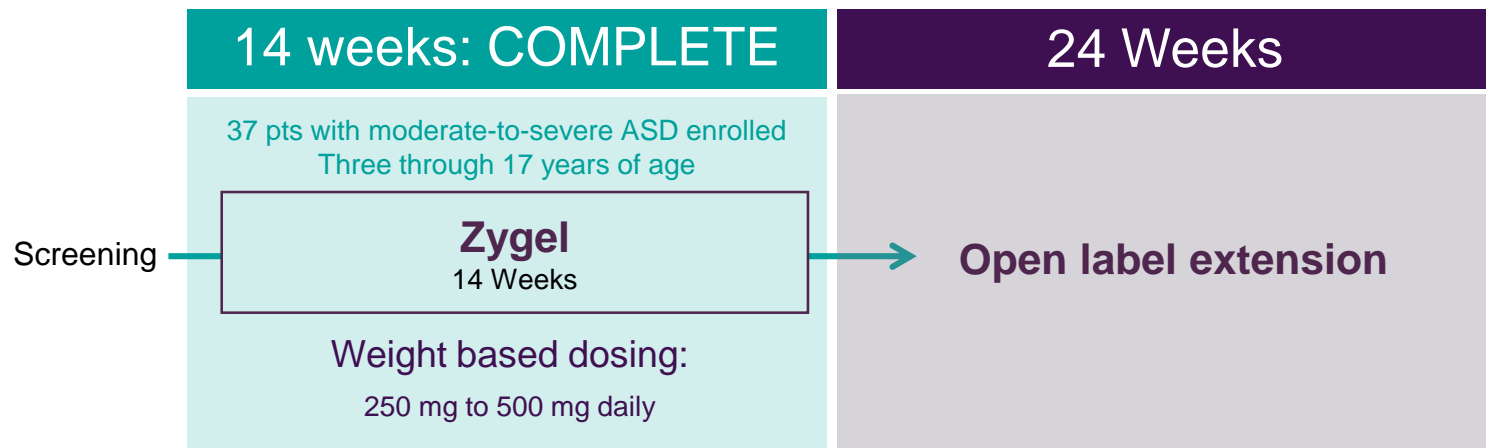 14 weeks: COMPLETE
24 Weeks
37 pts with moderate-to-severe ASD enrolled
Three through 17 years of age
Screening
Zygel
14 Weeks
Open label extension
Weight based dosing:
250 mg to 500 mg daily